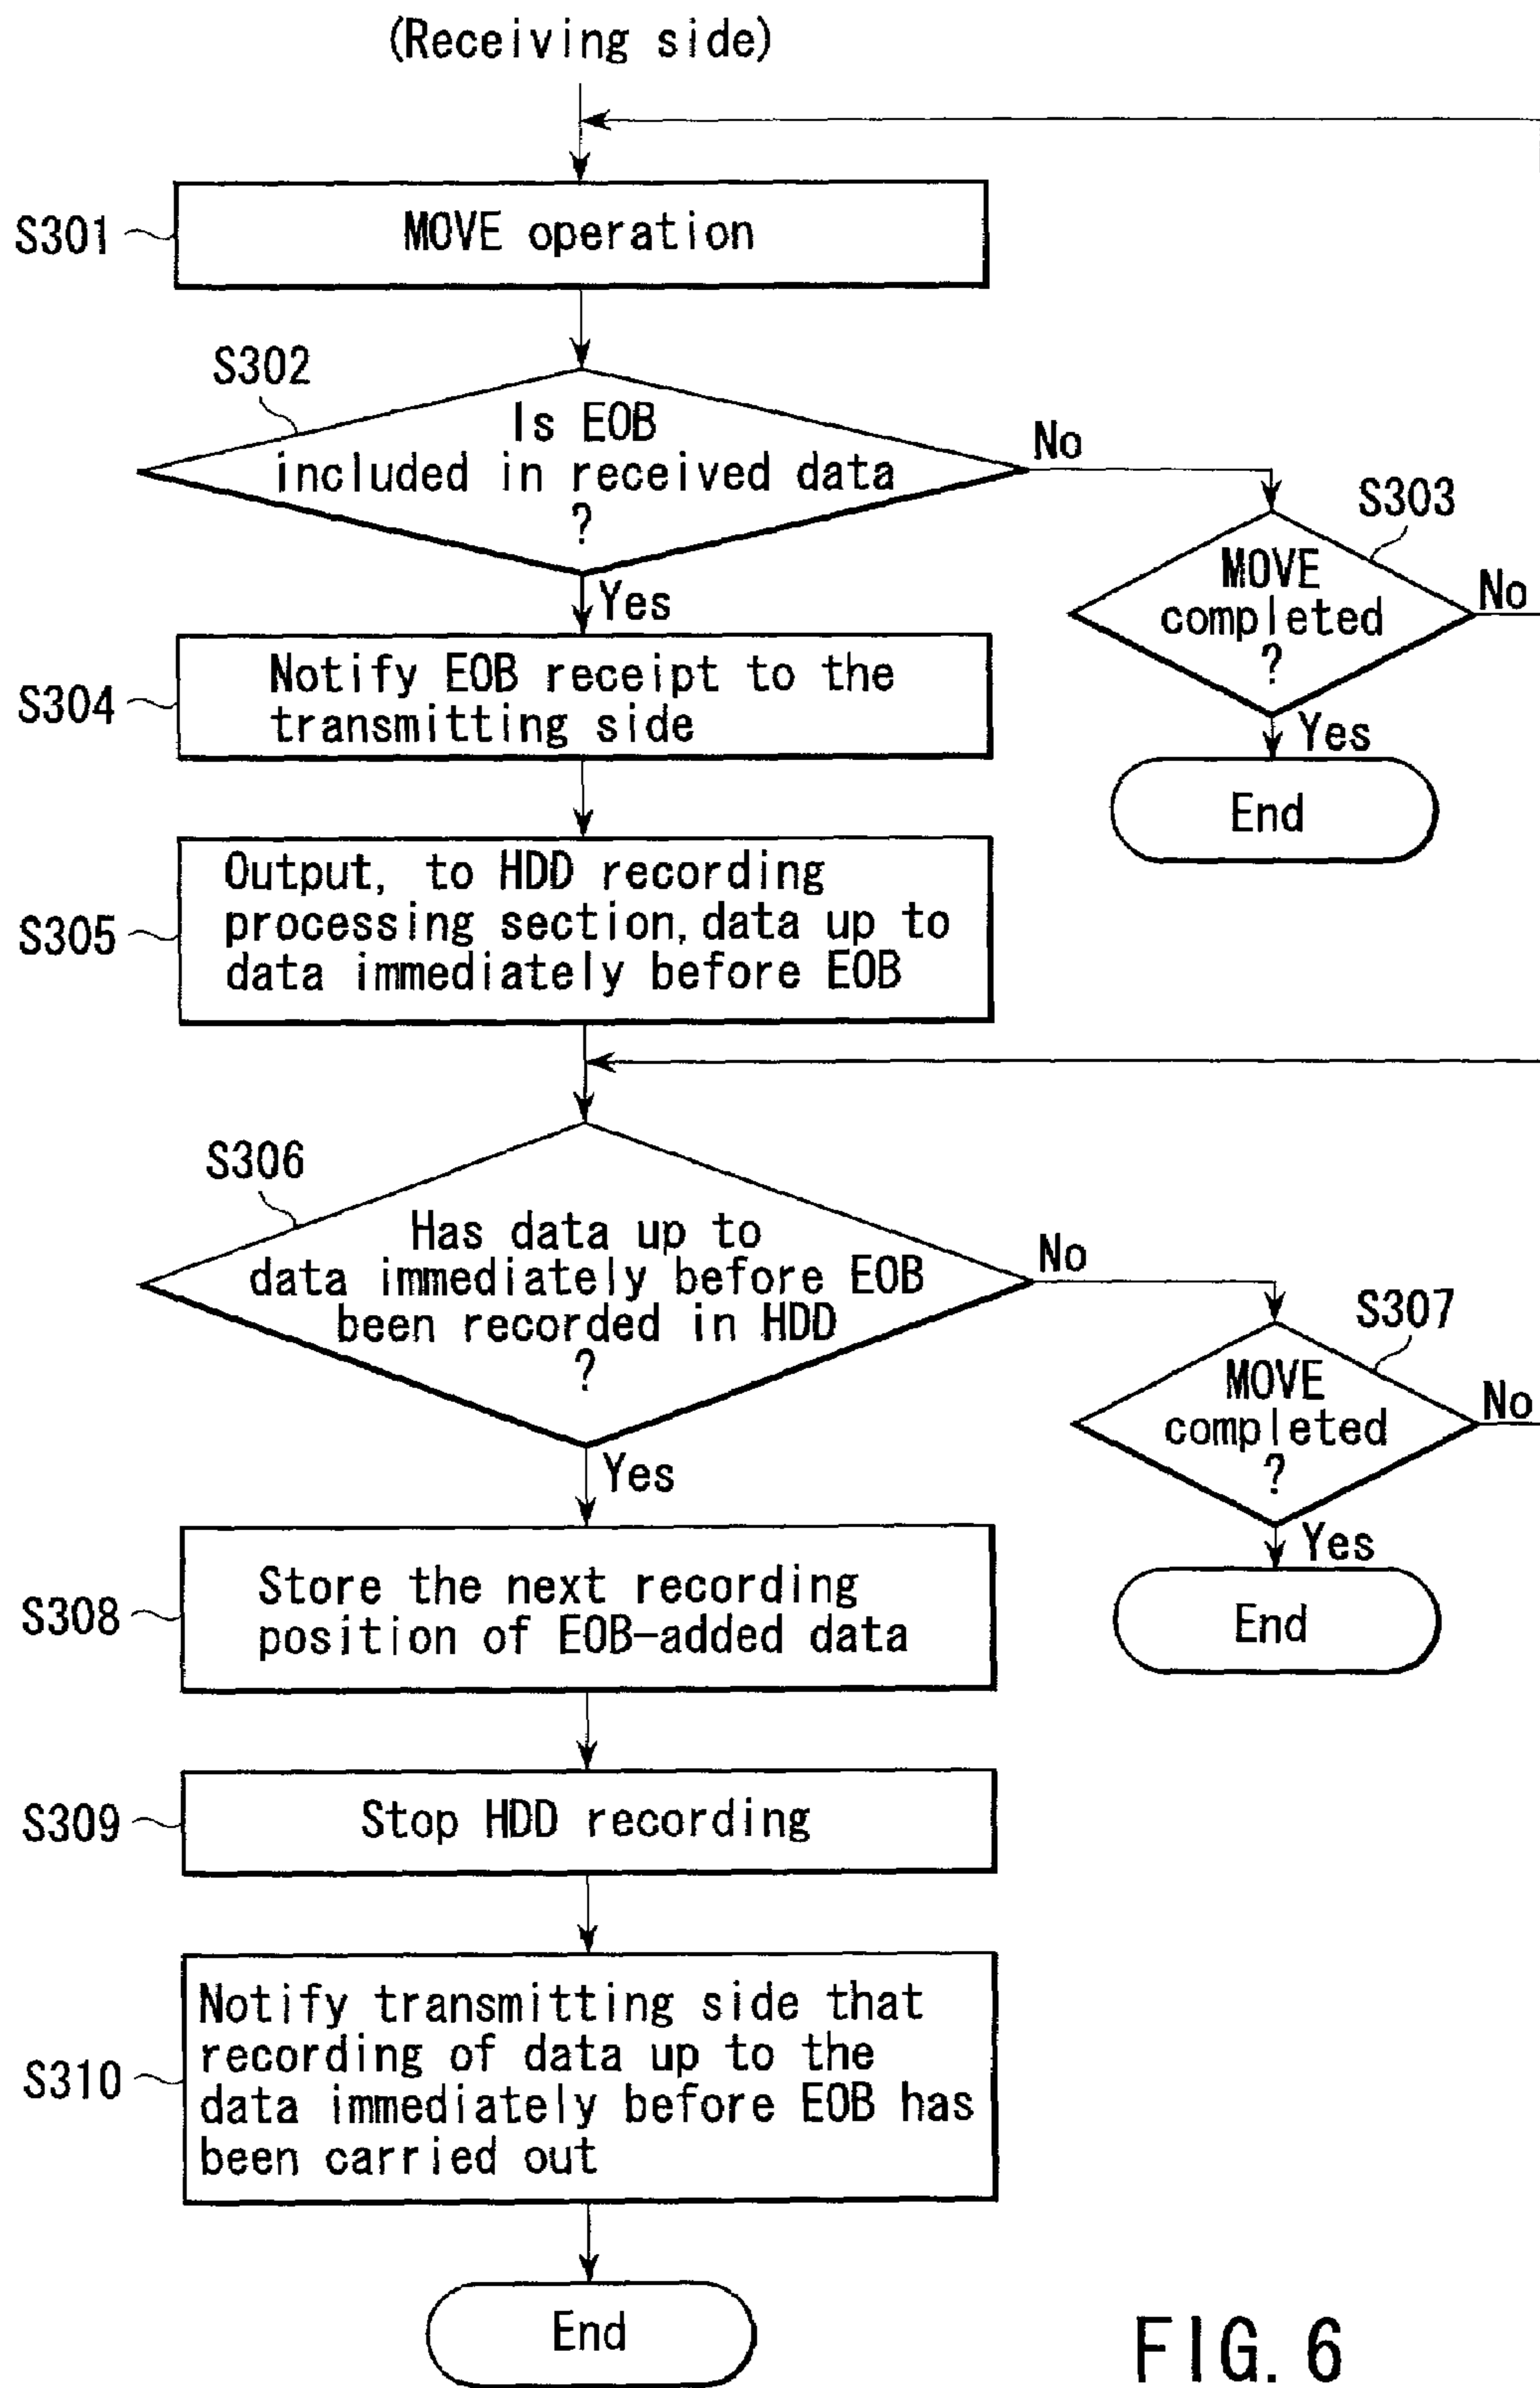 (Receiving side)
S301
MOVE operation
S302
Is EOB
included in received data
?
No
Yes
S303
MOVE
completed
?
No
Yes
End
S304
Notify EOB receipt to the
transmitting side
S305
Output, to HDD recording
processing section, data up to
data immediately before EOB
S306
Has data up to
data immediately before EOB
been recorded in HDD
?
No
Yes
S307
MOVE
completed
?
No
Yes
End
S308
Store the next recording
position of EOB-added data
S309
Stop HDD recording
S310
Notify transmitting side that
recording of data up to the
data immediately before EOB has
been carried out
End
FIG. 6